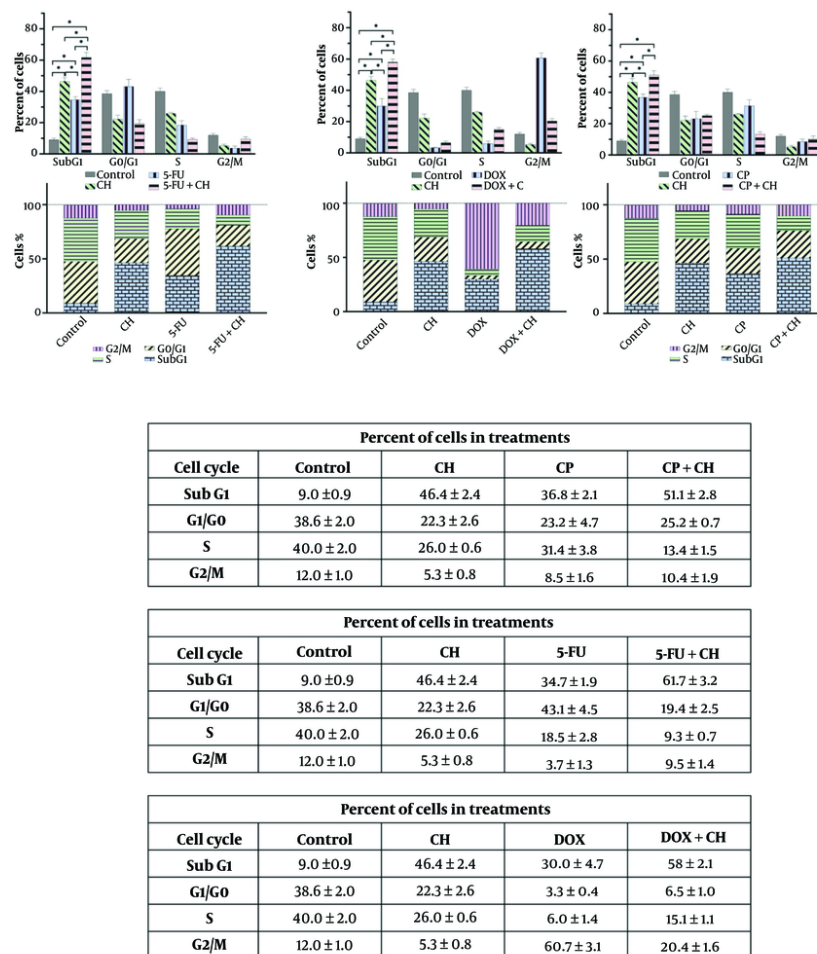 Percent of cells
80
60
40
20
0
* * * * *
SubG1 G0/G1 S G2/M
Control 5-FU
CH 5-FU + CH
Percent of cells
80
60
40
20
0
* * * * *
SubG1 G0/G1 S G2/M
Control DOX
CH DOX + C
Percent of cells
80
60
40
20
0
* * * * *
SubG1 G0/G1 S G2/M
Control CP
CH CP + CH
Cells %
100
50
0
Control CH 5-FU 5-FU + CH
G2/M G0/G1
S SubG1
Cells %
100
50
0
Control CH DOX DOX + CH
G2/M G0/G1
S SubG1
Cells %
100
50
0
Control CH CP CP + CH
G2/M G0/G1
S SubG1
Percent of cells in treatments
Cell cycle Control CH CP CP + CH
Sub G1 9.0 ±0.9 46.4 ± 2.4 36.8 ± 2.1 51.1 ± 2.8
G1/G0 38.6 ± 2.0 22.3 ± 2.6 23.2 ± 4.7 25.2 ± 0.7
S 40.0 ± 2.0 26.0 ± 0.6 31.4 ± 3.8 13.4 ± 1.5
G2/M 12.0 ± 1.0 5.3 ± 0.8 8.5 ± 1.6 10.4 ± 1.9
Percent of cells in treatments
Cell cycle Control CH 5-FU 5-FU + CH
Sub G1 9.0 ±0.9 46.4 ± 2.4 34.7 ± 1.9 61.7 ± 3.2
G1/G0 38.6 ± 2.0 22.3 ± 2.6 43.1 ± 4.5 19.4 ± 2.5
S 40.0 ± 2.0 26.0 ± 0.6 18.5 ± 2.8 9.3 ± 0.7
G2/M 12.0 ± 1.0 5.3 ± 0.8 3.7 ± 1.3 9.5 ± 1.4
Percent of cells in treatments
Cell cycle Control CH DOX DOX + CH
Sub G1 9.0 ±0.9 46.4 ± 2.4 30.0 ± 4.7 58 ± 2.1
G1/G0 38.6 ± 2.0 22.3 ± 2.6 3.3 ± 0.4 6.5 ± 1.0
S 40.0 ± 2.0 26.0 ± 0.6 6.0 ± 1.4 15.1 ± 1.1
G2/M 12.0 ± 1.0 5.3 ± 0.8 60.7 ± 3.1 20.4 ± 1.6